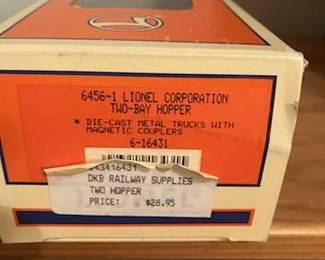 6456-1 LIONEL CORPORATION
TWO-BAY HOPPER
* DIE-CAST METAL TRUCKS WITH
MAGNETIC COUPLERS
6-16431
DKB RAILWAY SUPPLIES
TWO HOPPER
PRICE: $28.95